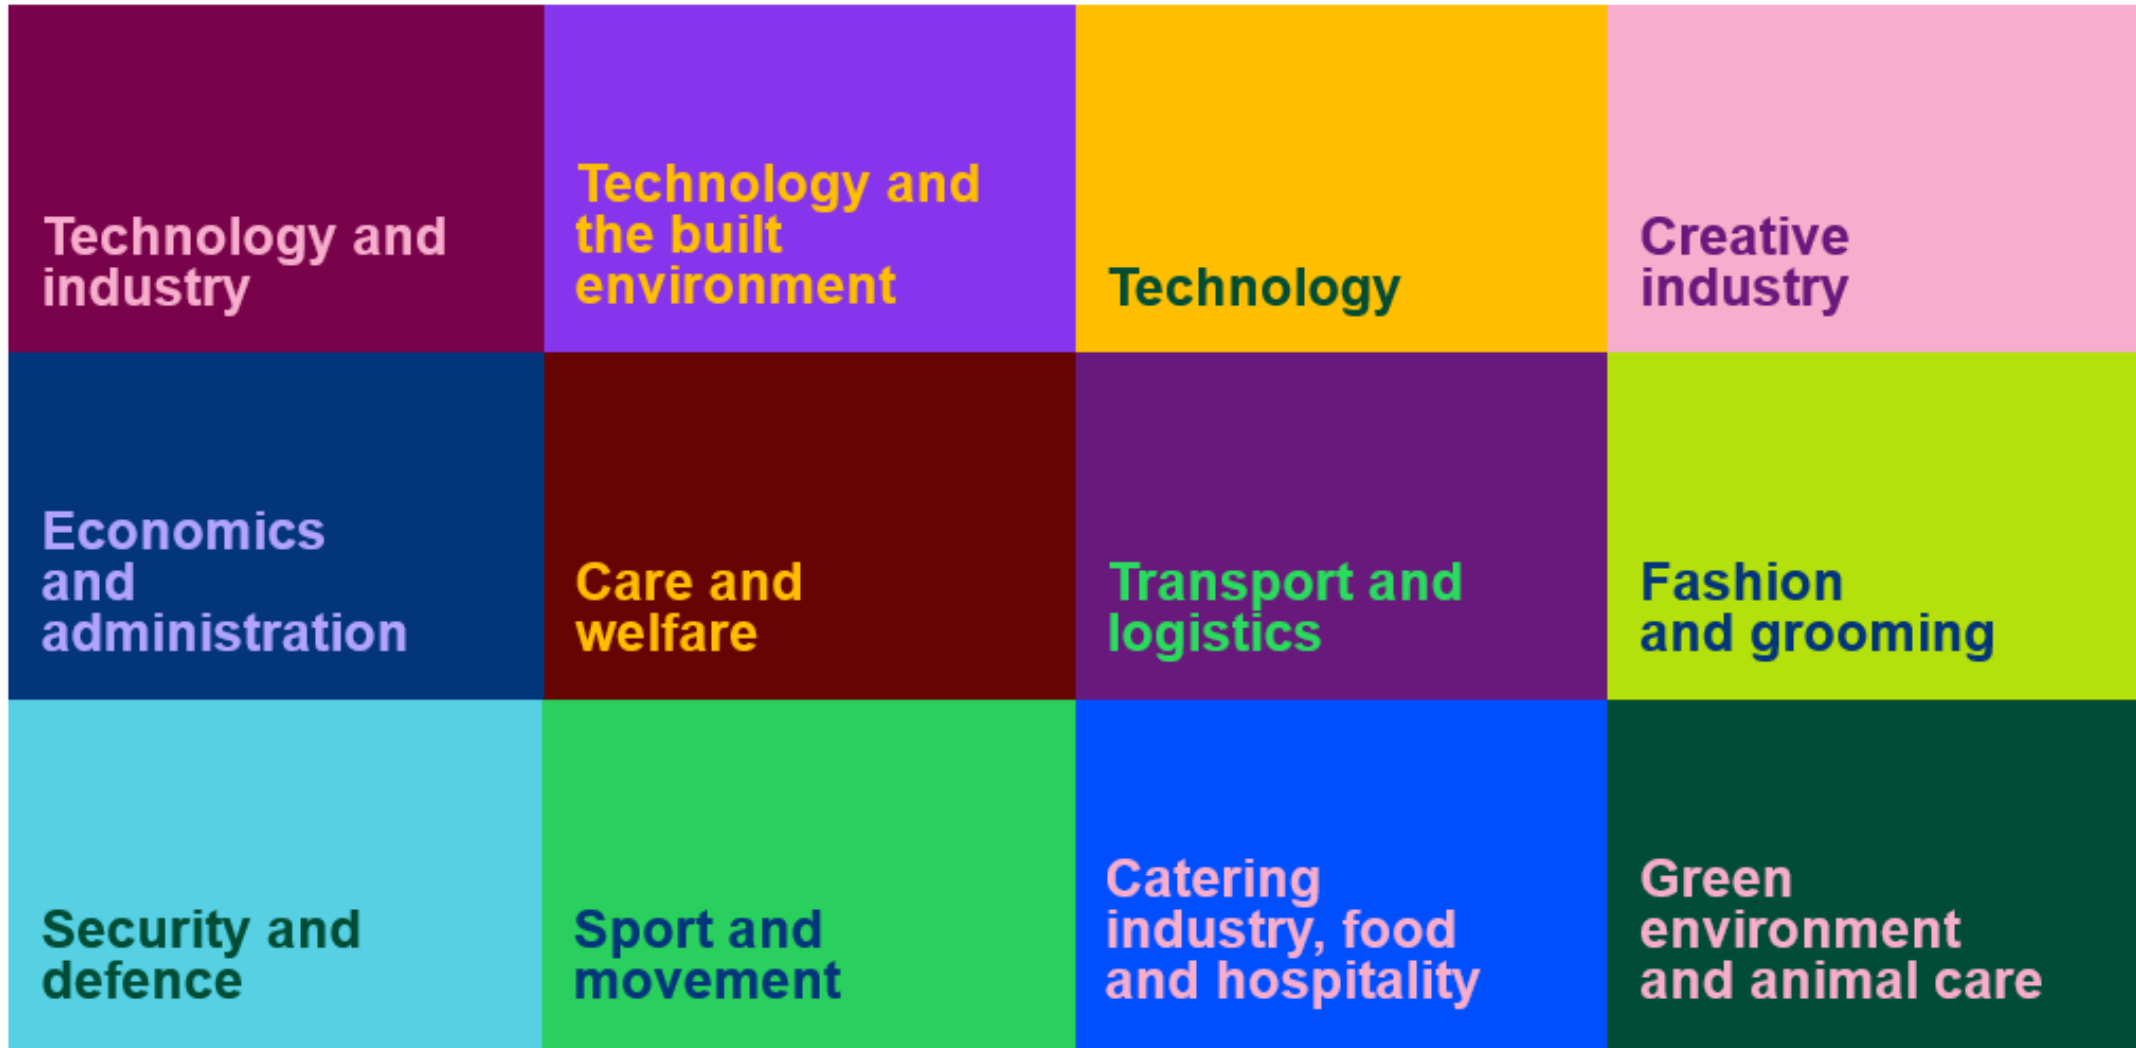 Technology and
industry
Technology and
the built
environment
Technology
Creative
industry
Economics
and
administration
Care and
welfare
Transport and
logistics
Fashion
and grooming
Security and
defence
Sport and
movement
Catering
industry, food
and hospitality
Green
environment
and animal care